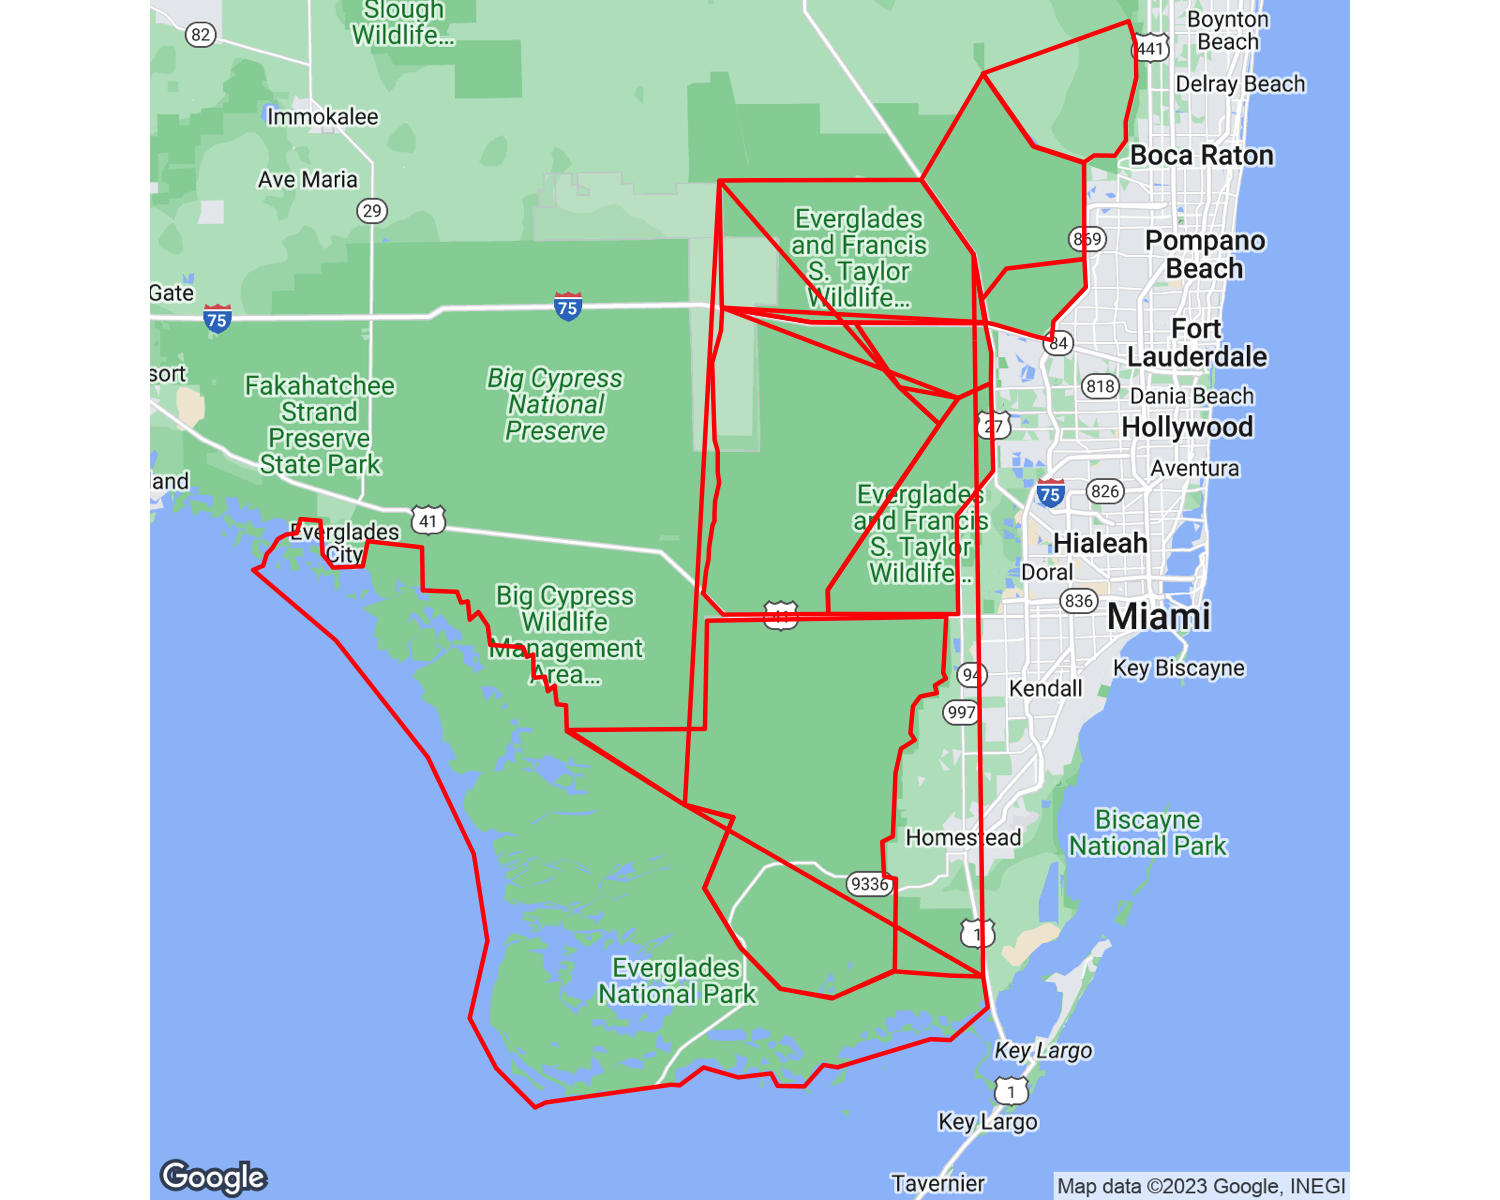 Slough
Wildlife...
Boynton
Beach
82
441
Delray Beach
Immokalee
Boca Raton
Ave Maria
29
Everglades
and Francis
S. Taylor
Wildlife...
869
Pompano
Beach
Gate
75
75
Fort
Lauderdale
84
sort
Fakahatchee
Strand
Preserve
State Park
Big Cypress
National
Preserve
818
Dania Beach
27
Hollywood
Aventura
land
75
826
Everglades
and Francis
S. Taylor
Wildlife...
41
Everglades
City
Hialeah
Doral
836
Big Cypress
Wildlife
Management
Area...
41
Miami
Key Biscayne
94
Kendall
997
Biscayne
National Park
Homestead
9336
1
Everglades
National Park
Key Largo
1
Key Largo
Tavernier
Google
Map data ©2023 Google, INEGI